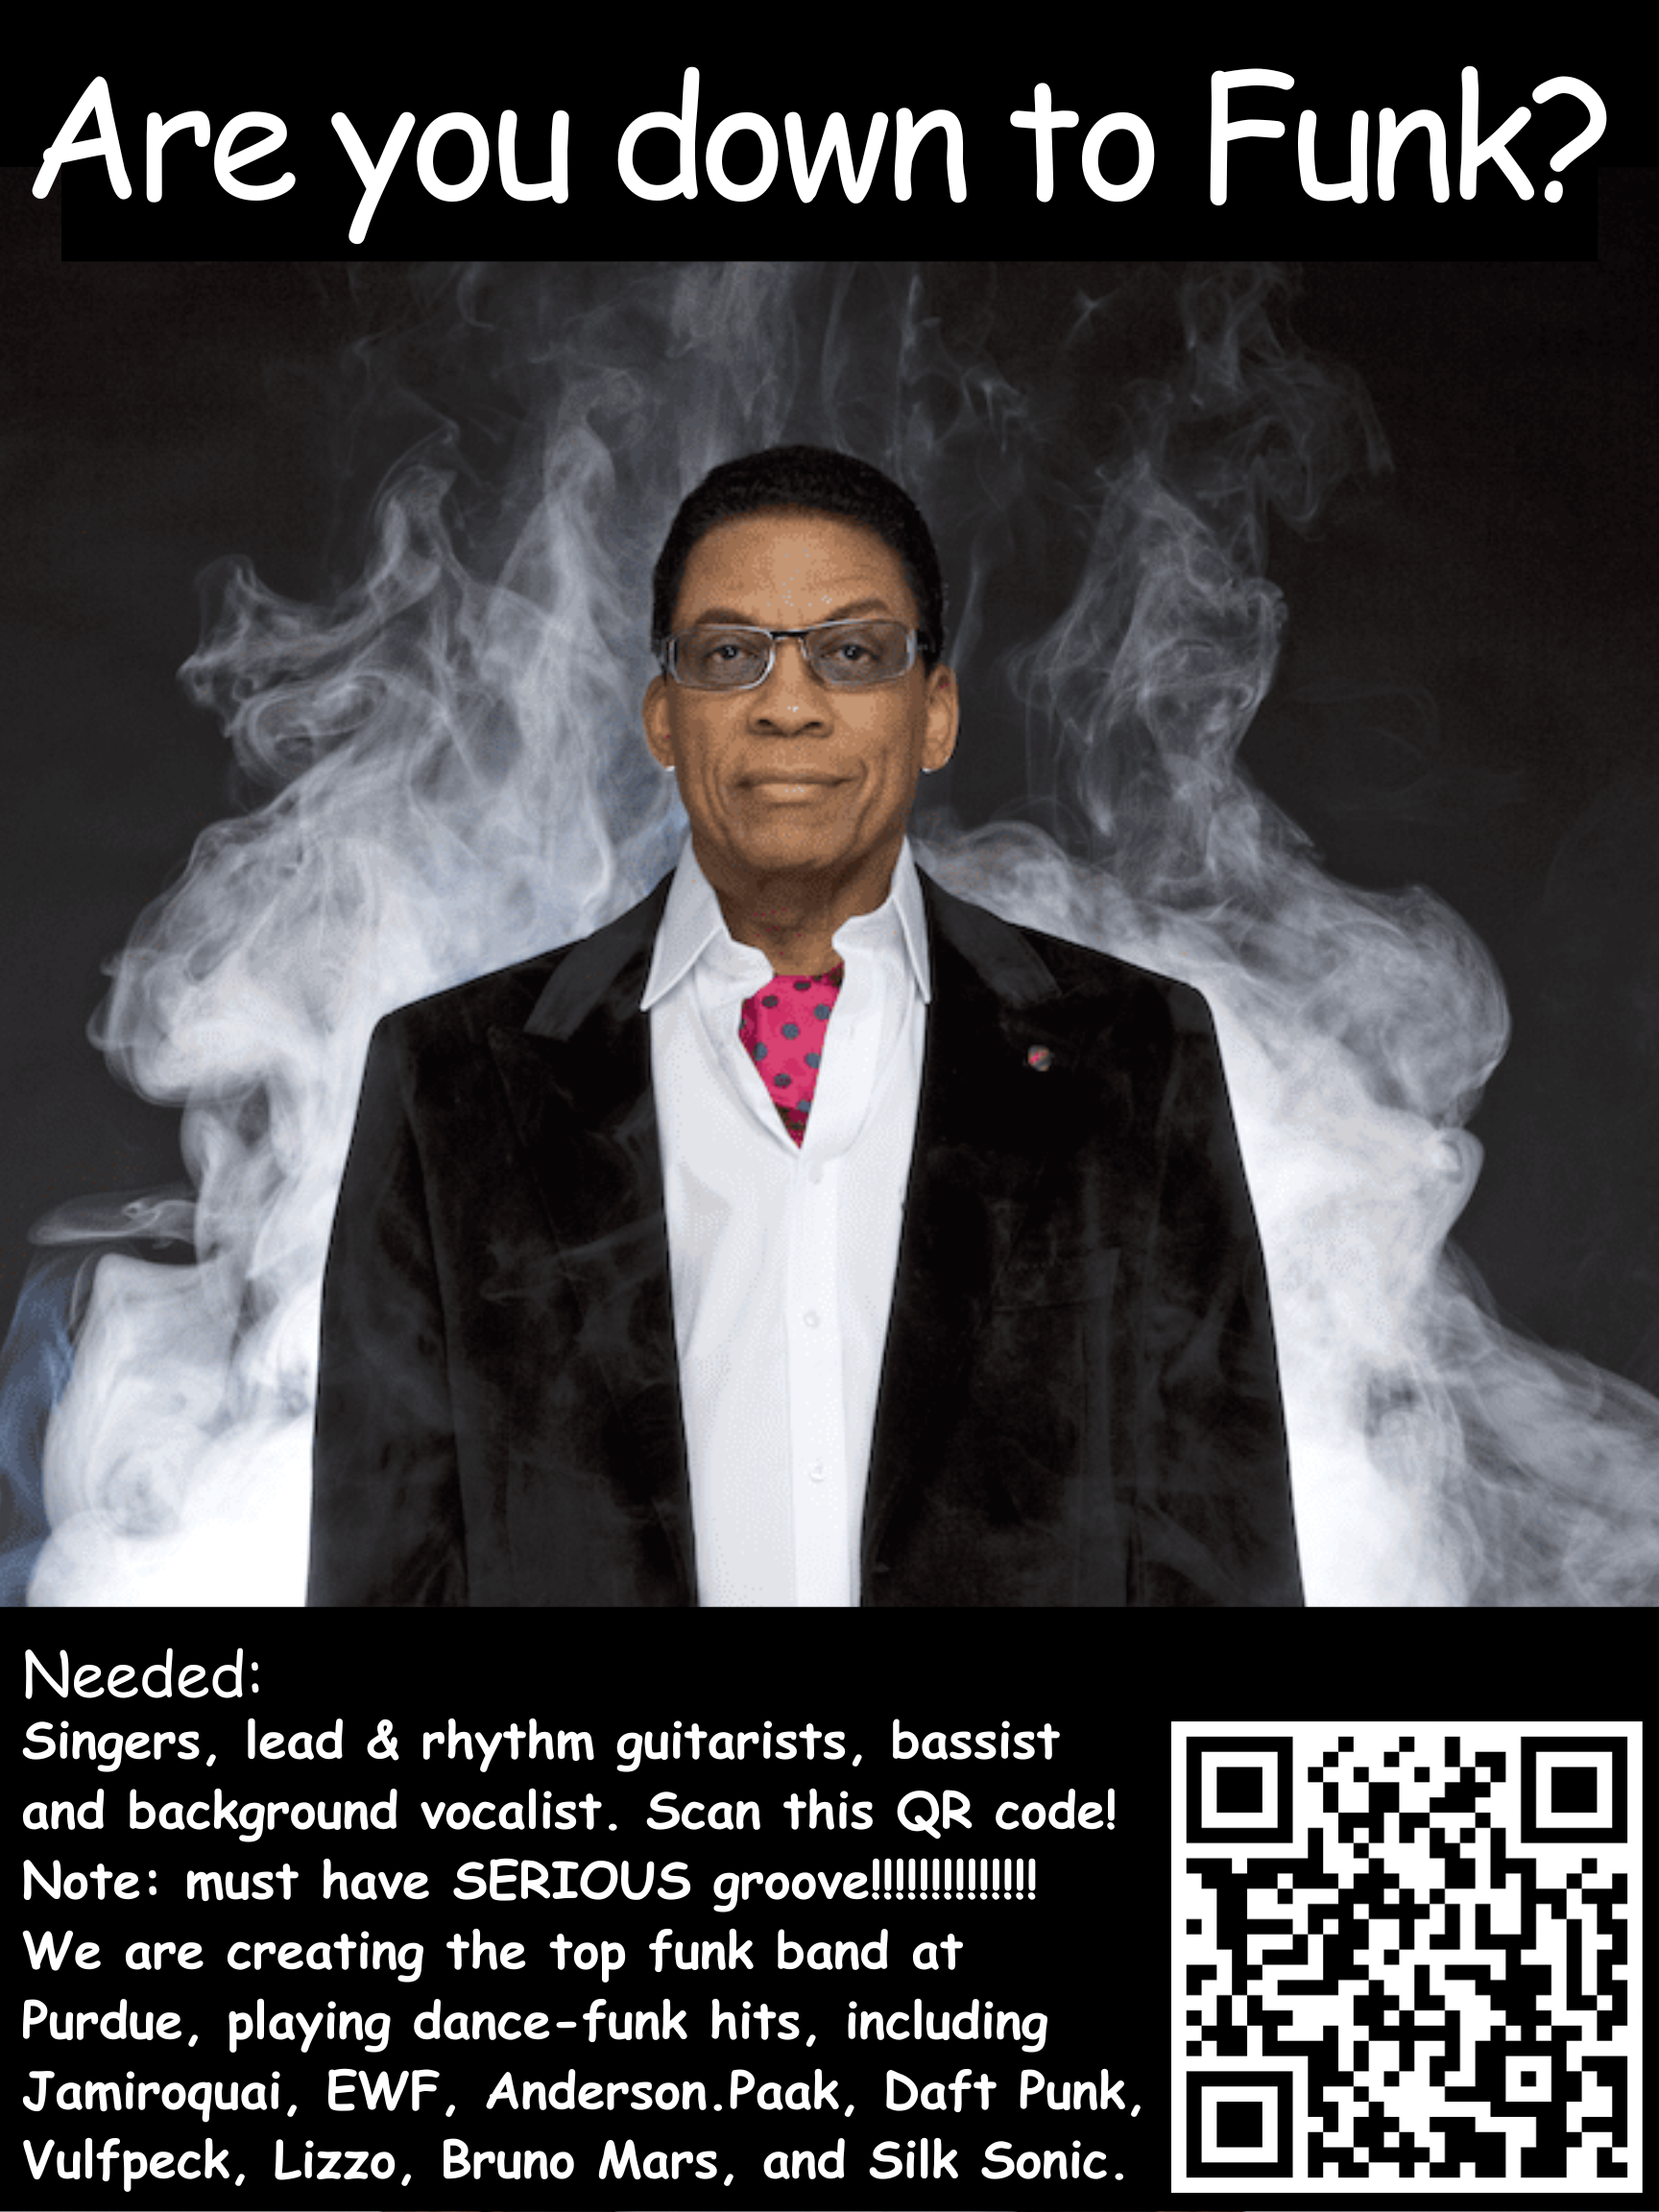 Are you down to Funk?
Needed:
Singers, lead & rhythm guitarists, bassist
and background vocalist. Scan this QR code!
Note: must have SERIOUS groove!!!!!!!!!!!!!!
We are creating the top funk band at
Purdue, playing dance-funk hits, including
Jamiroquai, EWF, Anderson.Paak, Daft Punk,
Vulfpeck, Lizzo, Bruno Mars, and Silk Sonic.